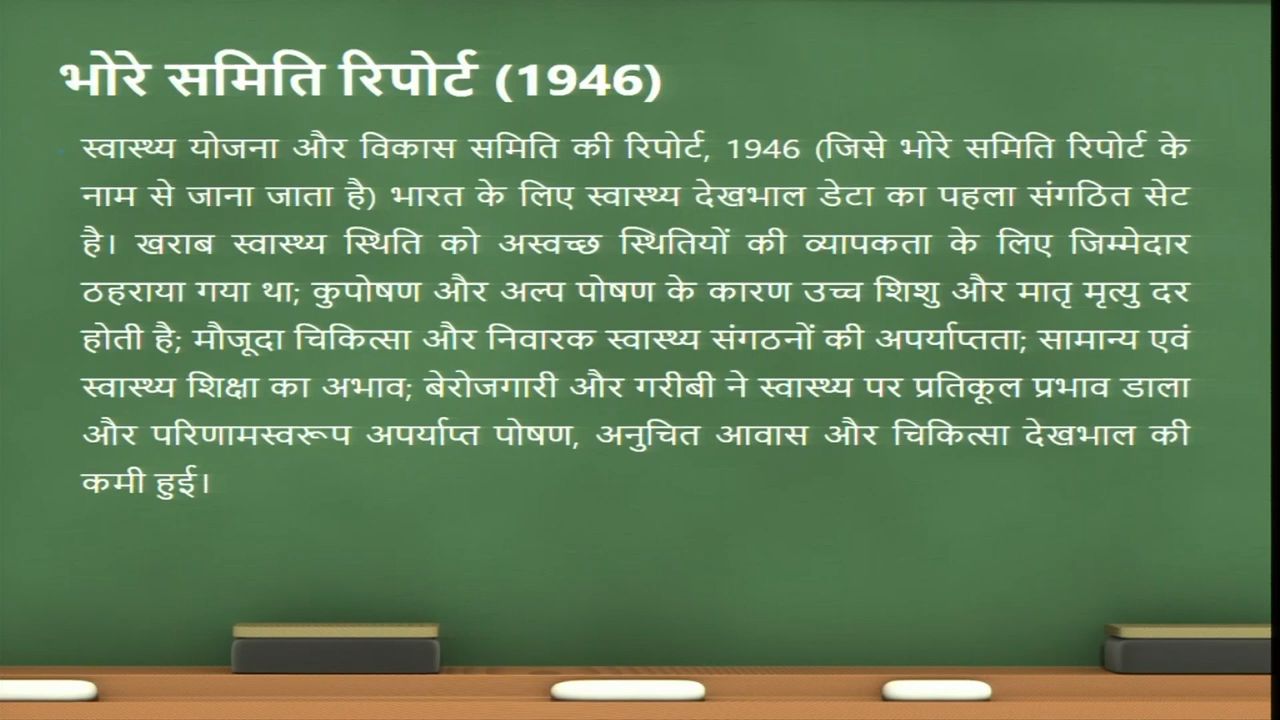 भोरे समिति रिपोर्ट (1946)
स्वास्थ्य योजना और विकास समिति की रिपोर्ट, 1946 (जिसे भोरे समिति रिपोर्ट के
नाम से जाना जाता है) भारत के लिए स्वास्थ्य देखभाल डेटा का पहला संगठित सेट
है। खराब स्वास्थ्य स्थिति को अस्वच्छ स्थितियों की व्यापकता के लिए जिम्मेदार
ठहराया गया था; कुपोषण और अल्प पोषण के कारण उच्च शिशु और मातृ मृत्यु दर
होती है; मौजूदा चिकित्सा और निवारक स्वास्थ्य संगठनों की अपर्याप्तता; सामान्य एवं
स्वास्थ्य शिक्षा का अभाव; बेरोजगारी और गरीबी ने स्वास्थ्य पर प्रतिकूल प्रभाव डाला
और परिणामस्वरूप अपर्याप्त पोषण, अनुचित आवास और चिकित्सा देखभाल की
कमी हुई।